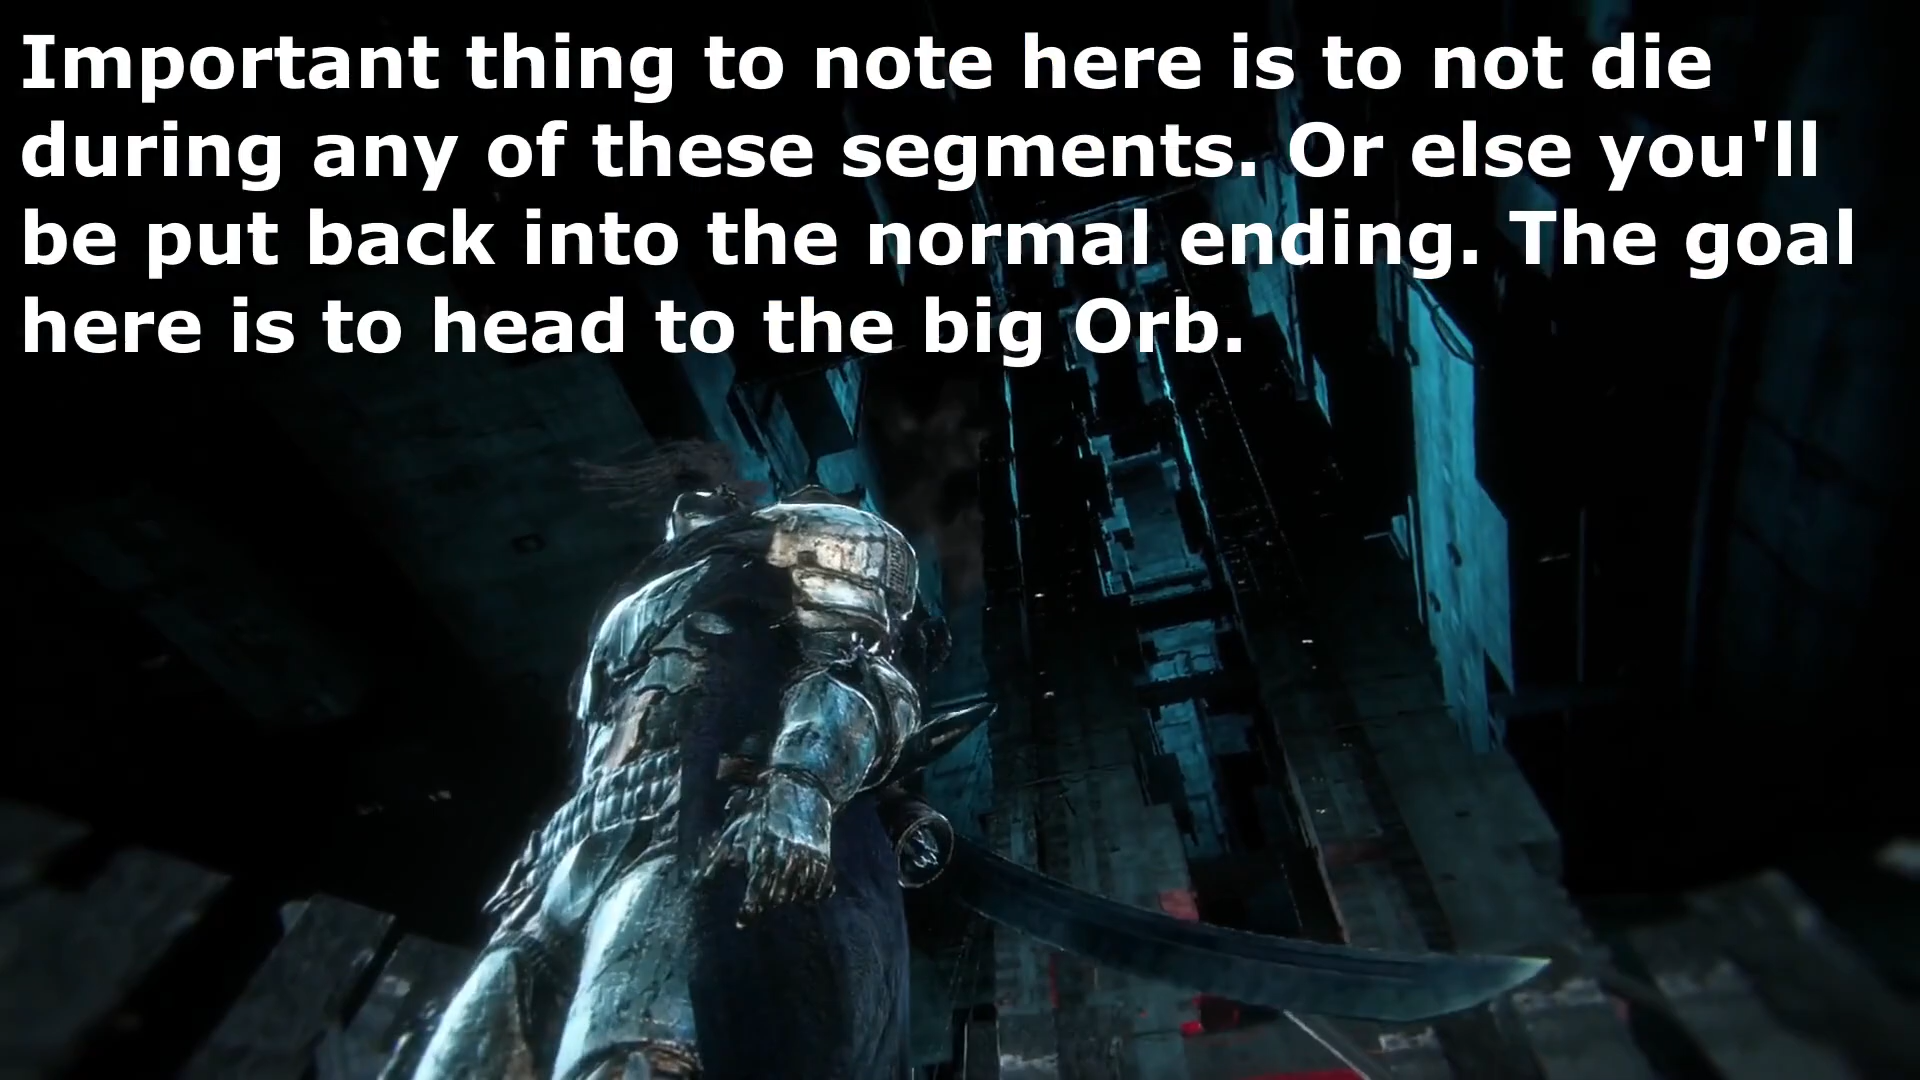 Important thing to note here is to not die
during any of these segments. Or else you'll
be put back into the normal ending. The goal
here is to head to the big Orb.